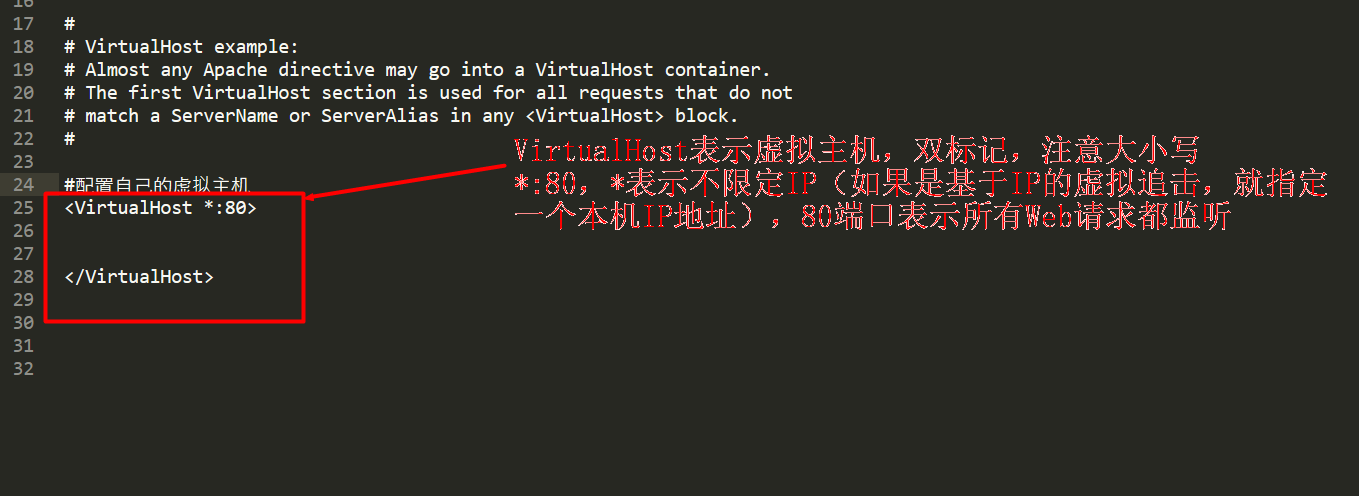 16
17 #
18 # VirtualHost example:
19 # Almost any Apache directive may go into a VirtualHost container.
20 # The first VirtualHost section is used for all requests that do not
21 # match a ServerName or ServerAlias in any <VirtualHost> block.
22 #
23
24 #配置自己的虚拟主机
25 <VirtualHost *:80>
26
27
28 </VirtualHost>
29
30
31
32
VirtualHost表示虚拟主机，双标记，注意大小写
*:80，*表示不限定IP（如果是基于IP的虚拟追击，就指定
一个本机IP地址），80端口表示所有Web请求都监听